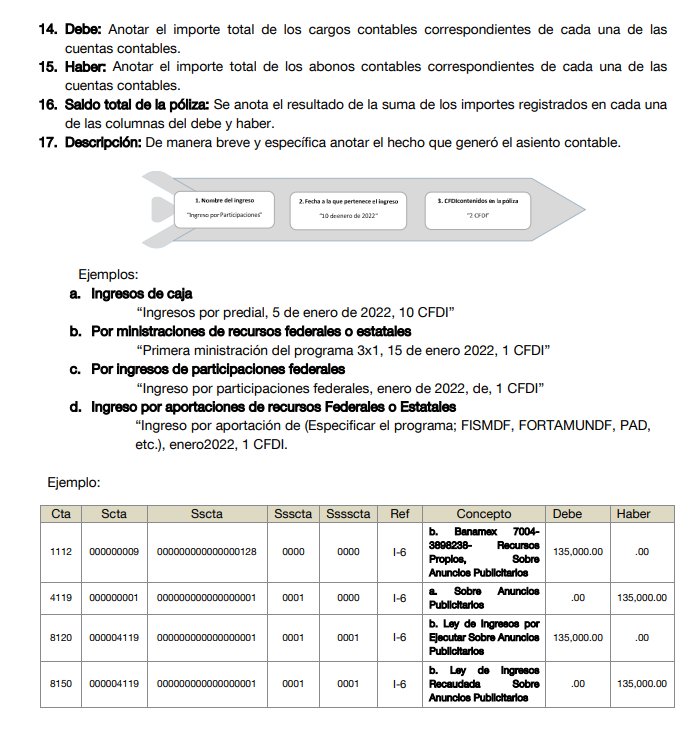 14. Debe: Anotar el importe total de los cargos contables correspondientes de cada una de las
cuentas contables.
15. Haber: Anotar el importe total de los abonos contables correspondientes de cada una de las
cuentas contables.
16. Saldo total de la póliza: Se anota el resultado de la suma de los importes registrados en cada una
de las columnas del debe y haber.
17. Descripción: De manera breve y específica anotar el hecho que generó el asiento contable.
1. Nombre del ingreso
"Ingreso por Participaciones"
2. Fecha a la que pertenece el ingreso
"10 de enero de 2022"
3. CFDI contenidos en la póliza
"2 CFDI"
Ejemplos:
a. Ingresos de caja
“Ingresos por predial, 5 de enero de 2022, 10 CFDI”
b. Por ministraciones de recursos federales o estatales
“Primera ministración del programa 3x1, 15 de enero 2022, 1 CFDI”
c. Por ingresos de participaciones federales
“Ingreso por participaciones federales, enero de 2022, de, 1 CFDI”
d. Ingreso por aportaciones de recursos Federales o Estatales
“Ingreso por aportación de (Especificar el programa; FISMDF, FORTAMUNDF, PAD,
etc.), enero2022, 1 CFDI.
Ejemplo:
Cta Scta Sscta Ssscta Sssscta Ref Concepto Debe Haber
b. Banamex 7004-
3898238- Recursos
1112 000000009 000000000000000128 0000 0000 I-6 Propios, Sobre 135,000.00 .00
Anuncios Publicitarios
4119 000000001 000000000000000001 0001 0000 I-6 a. Sobre Anuncios .00 135,000.00
Publicitarios
b. Ley de Ingresos por
8120 000004119 000000000000000001 0001 0001 I-6 Ejecutar Sobre Anuncios 135,000.00 .00
Publicitarios
b. Ley de Ingresos
8150 000004119 000000000000000001 0001 0001 I-6 Recaudada Sobre .00 135,000.00
Anuncios Publicitarios